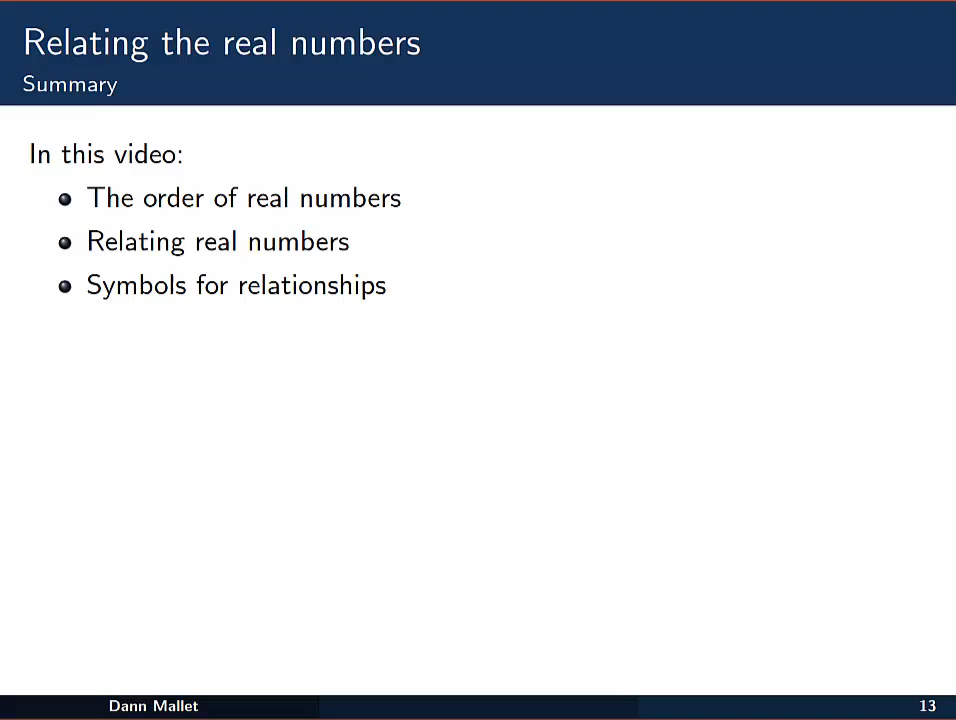 Relating the real numbers
Summary
In this video:
The order of real numbers
Relating real numbers
Symbols for relationships
Dann Mallet
13